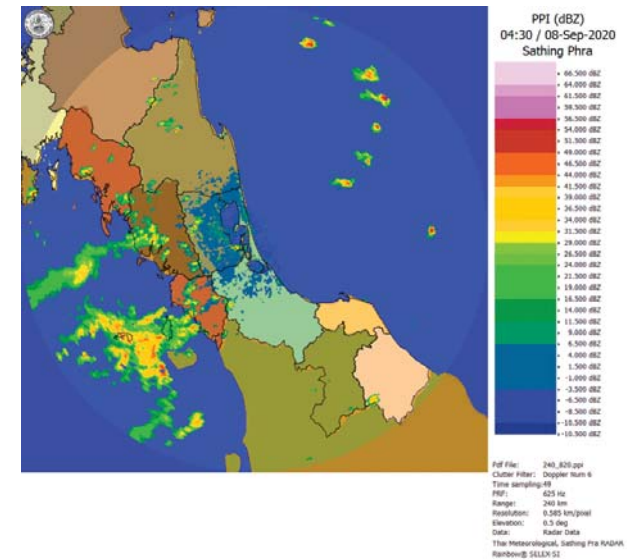 PPI (dBZ)
04:30 / 08-Sep-2020
Sathing Phra
66.500 dBZ
64.000 dBZ
61.500 dBZ
59.500 dBZ
56.500 dBZ
54.000 dBZ
51.500 dBZ
49.000 dBZ
46.500 dBZ
44.000 dBZ
41.500 dBZ
39.000 dBZ
36.500 dBZ
34.000 dBZ
31.500 dBZ
29.000 dBZ
26.500 dBZ
24.000 dBZ
21.500 dBZ
19.000 dBZ
16.500 dBZ
14.000 dBZ
11.500 dBZ
9.000 dBZ
6.500 dBZ
4.000 dBZ
1.500 dBZ
-1.000 dBZ
-3.500 dBZ
-6.500 dBZ
-8.500 dBZ
-10.500 dBZ
-10.500 dBZ
Pdf File: 240_820.ppi
Clutter Filter: Doppler Num 6
Time sampling: 49
PRF: 625 Hz
Range: 240 km
Resolution: 0.585 km/pixel
Elevation: 0.5 deg
Data: Radar Data
Thai Meteorological, Sathing Pra RADAR
Rainbow® SELEX-SI